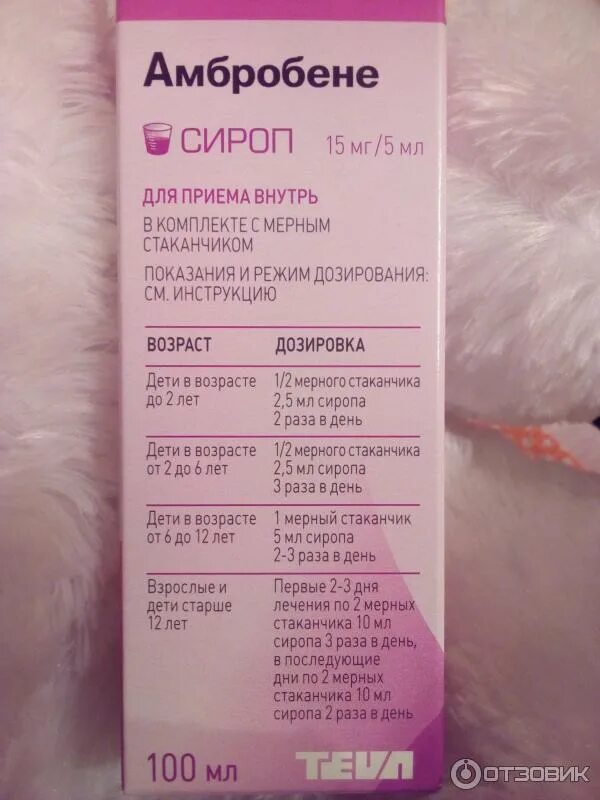 Амбробене
СИРОП 15 мг/5 мл
ДЛЯ ПРИЕМА ВНУТРЬ
В КОМПЛЕКТЕ С МЕРНЫМ
СТАКАНЧИКОМ
ПОКАЗАНИЯ И РЕЖИМ ДОЗИРОВАНИЯ:
СМ. ИНСТРУКЦИЮ
ВОЗРАСТ ДОЗИРОВКА
Дети в возрасте 1/2 мерного стаканчика
до 2 лет 2,5 мл сиропа
2 раза в день
Дети в возрасте 1/2 мерного стаканчика
от 2 до 6 лет 2,5 мл сиропа
3 раза в день
Дети в возрасте 1 мерный стаканчик
от 6 до 12 лет 5 мл сиропа
2-3 раза в день
Взрослые и Первые 2-3 дня
дети старше лечения по 2 мерных
12 лет стаканчика 10 мл
сиропа 3 раза в день,
в последующие
дни по 2 мерных
стаканчика 10 мл
сиропа 2 раза в день
100 мл TEVA
ОТЗОВИК